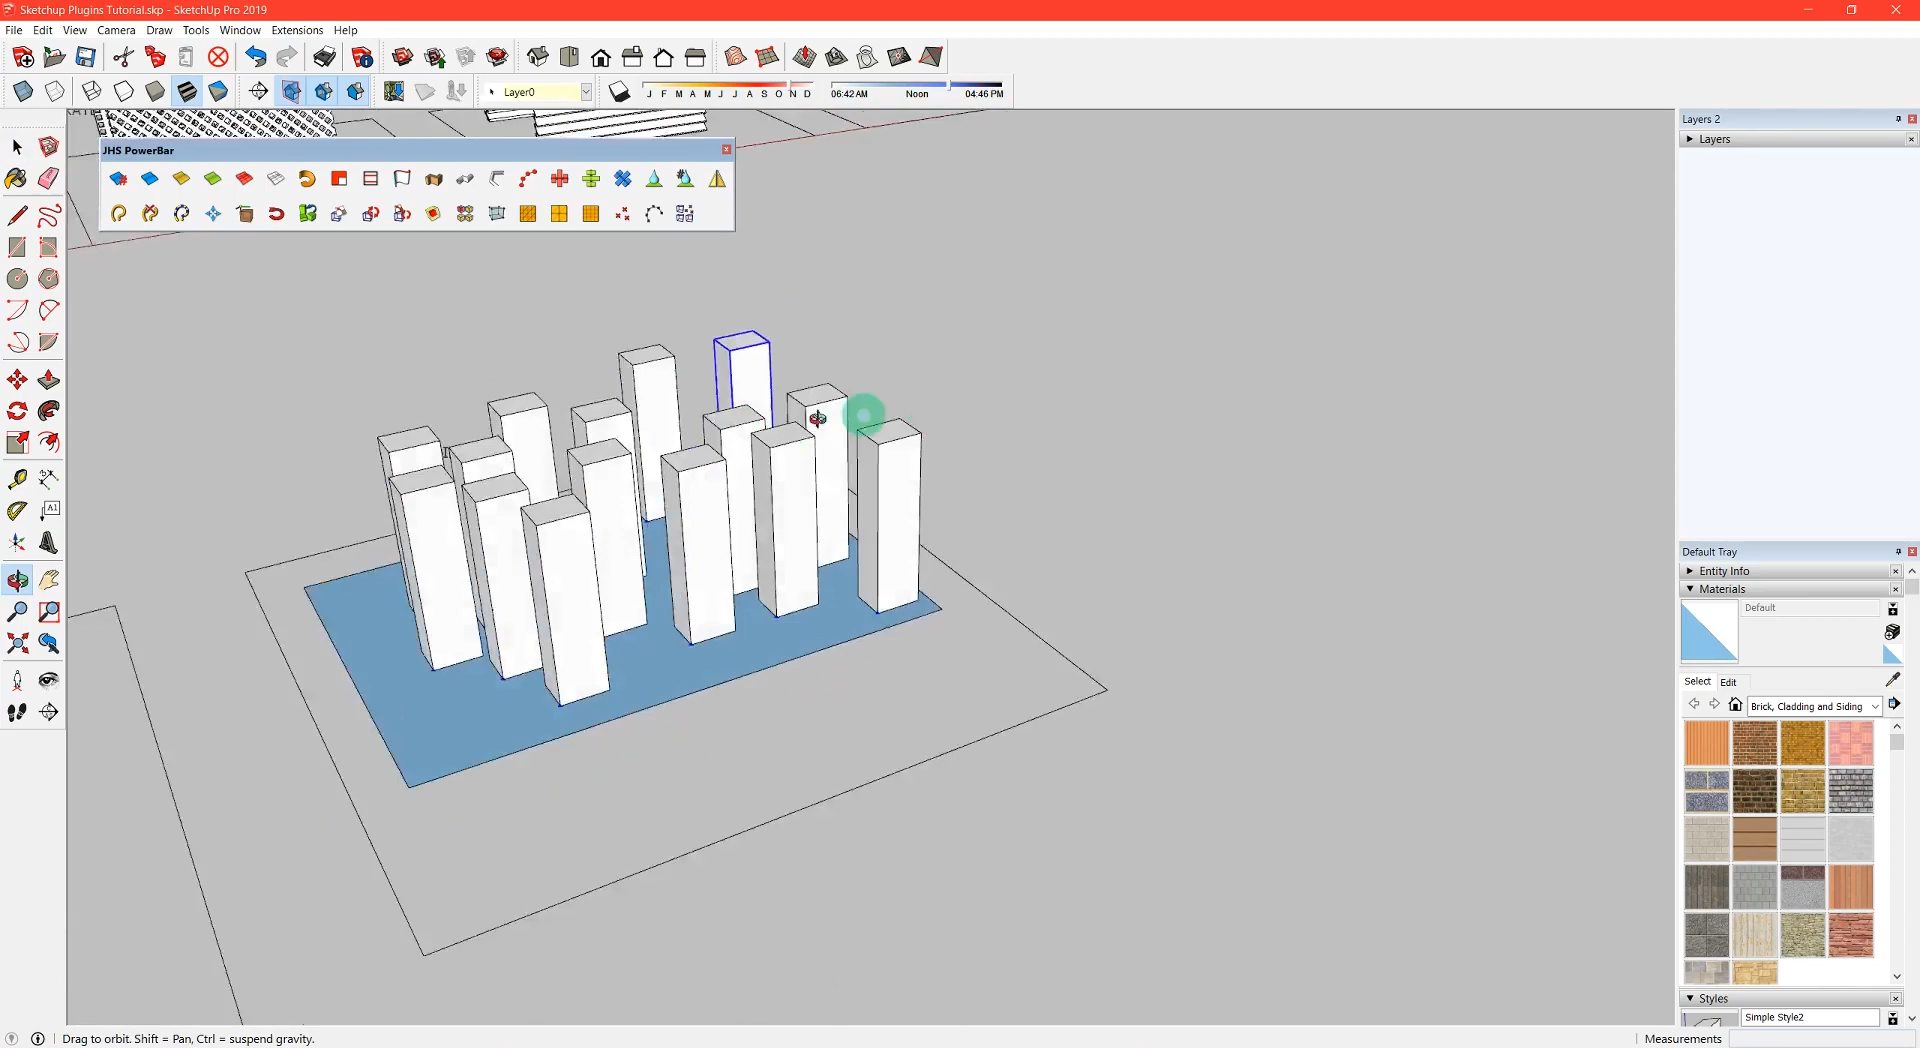 Sketchup Plugins Tutorial.skp - SketchUp Pro 2019
File Edit View Camera Draw Tools Window Extensions Help
Layer0
J F M A M J J A S O N D
06:42 AM Noon 04:46 PM
JHS PowerBar
Layers 2
Layers
A1
Default Tray
Entity Info
Materials
Default
Select Edit
Brick, Cladding and Siding
Styles
Simple Style2
Drag to orbit. Shift = Pan, Ctrl = suspend gravity.
Measurements